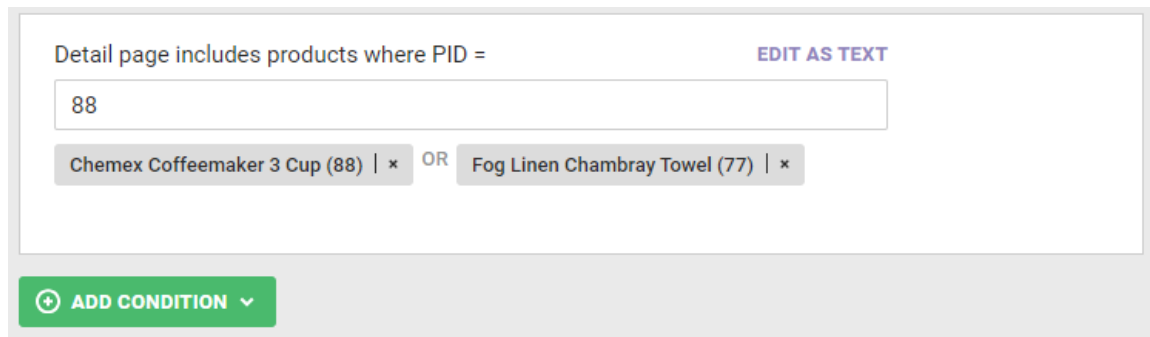 Detail page includes products where PID = EDIT AS TEXT
88
Chemex Coffeemaker 3 Cup (88) | × OR Fog Linen Chambray Towel (77) | ×
ADD CONDITION